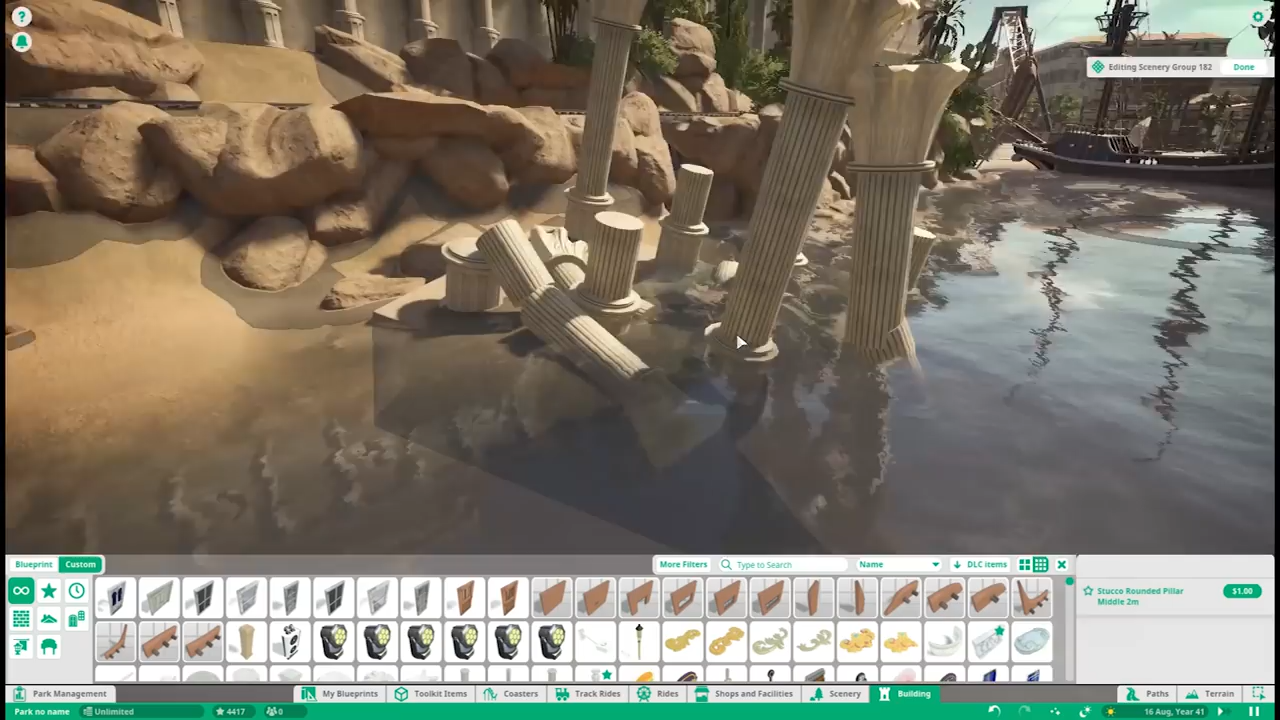 ?
Editing Scenery Group 182
Done
Blueprint
Custom
More Filters
Type to Search
Name
DLC items
Stucco Rounded Pillar
Middle 2m
$1.00
Park Management
My Blueprints
Toolkit Items
Coasters
Track Rides
Rides
Shops and Facilities
Scenery
Building
Paths
Terrain
Park no name
Unlimited
4417
0
16 Aug, Year 41